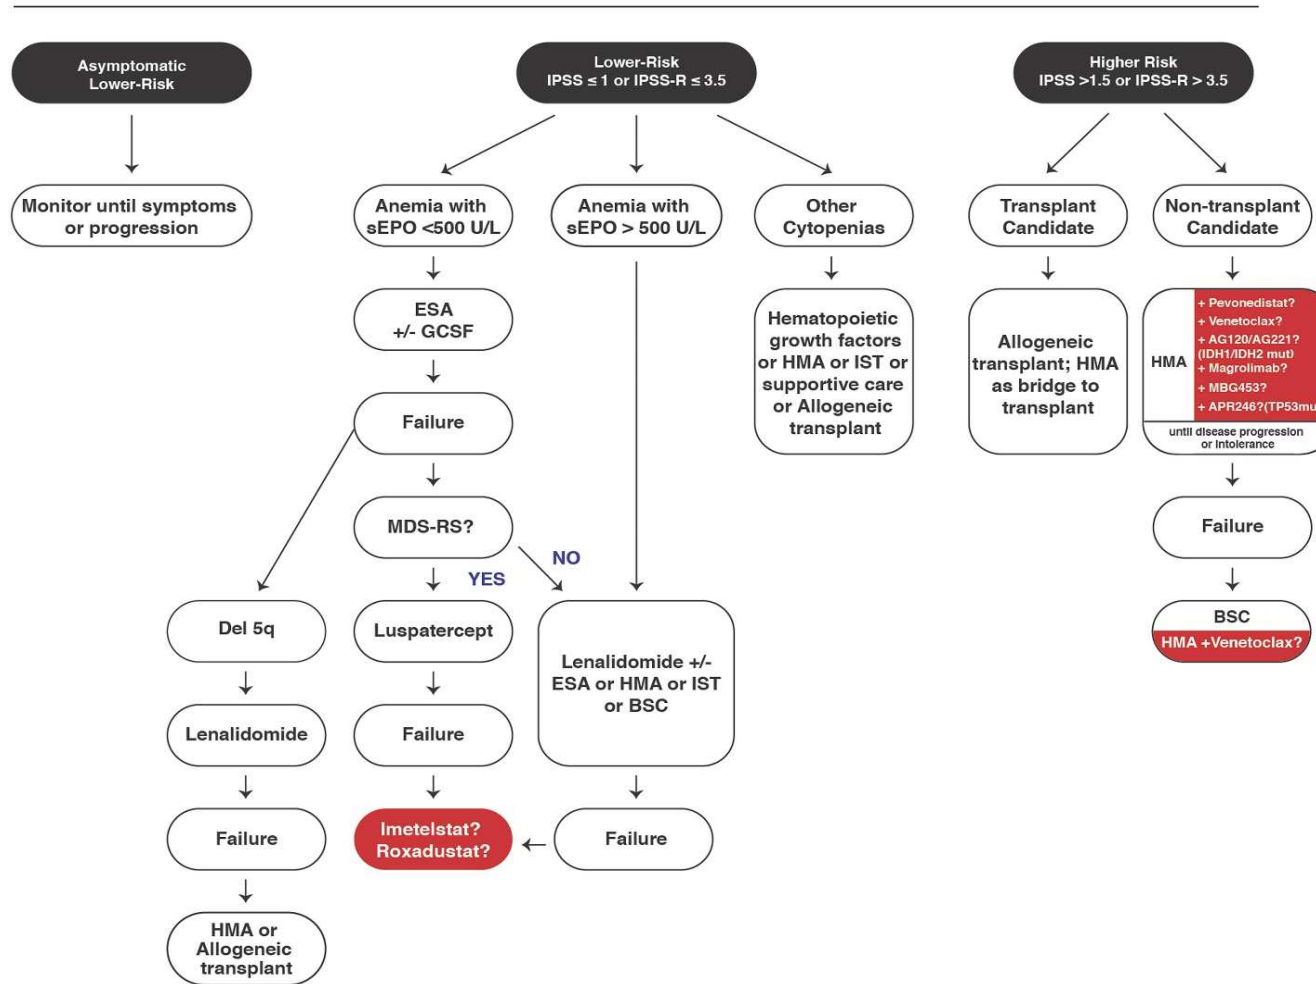 Asymptomatic
Lower-Risk
Lower-Risk
IPSS ≤ 1 or IPSS-R ≤ 3.5
Higher Risk
IPSS >1.5 or IPSS-R > 3.5
Monitor until symptoms
or progression
Anemia with
sEPO <500 U/L
Anemia with
sEPO > 500 U/L
Other
Cytopenias
Transplant
Candidate
Non-transplant
Candidate
ESA
+/- GCSF
Hematopoietic
growth factors
or HMA or IST or
supportive care
or Allogeneic
transplant
Allogeneic
transplant; HMA
as bridge to
transplant
HMA
+ Pevonedistat?
+ Venetoclax?
+ AG120/AG221?
(IDH1/IDH2 mut)
+ Magrolimab?
+ MBG453?
+ APR246?(TP53mu
until disease progression
or intolerance
Failure
MDS-RS?
NO
YES
Failure
Del 5q
Luspatercept
Lenalidomide +/-
ESA or HMA or IST
or BSC
BSC
HMA +Venetoclax?
Lenalidomide
Failure
Failure
Imetelstat?
Roxadustat?
Failure
HMA or
Allogeneic
transplant